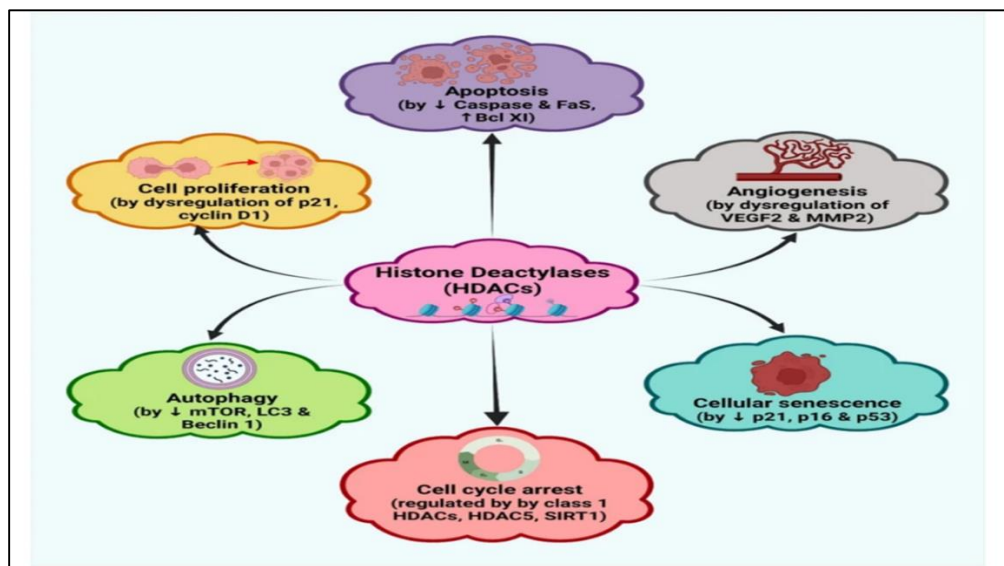 Apoptosis
(by ↓ Caspase & FaS,
↑Bcl XI)
Cell proliferation
(by dysregulation of p21,
cyclin D1)
Angiogenesis
(by dysregulation of
VEGF2 & MMP2)
Histone Deactylases
(HDACs)
Autophagy
(by ↓ mTOR, LC3 &
Beclin 1)
Cellular senescence
(by ↓ p21, p16 & p53)
Cell cycle arrest
(regulated by by class 1
HDACs, HDAC5, SIRT1)